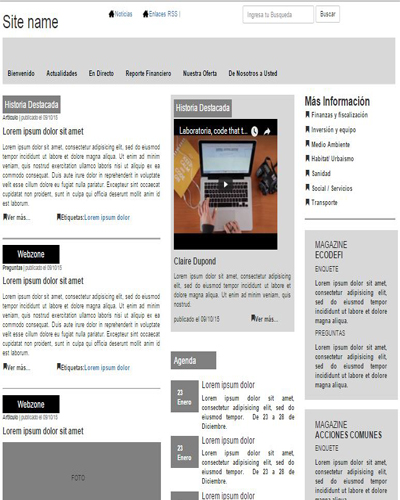 Site name
Noticias
Enlaces RSS |
Ingresa tu Busqueda
Buscar
Bienvenido
Actualidades
En Directo
Reporte Financiero
Nuestra Oferta
De Nosotros a Usted
Historia Destacada
Artículo | publicado el 09/10/15
Lorem ipsum dolor sit amet
Lorem ipsum dolor sit amet, consectetur adipisicing elit, sed do eiusmod
tempor incididunt ut labore et dolore magna aliqua. Ut enim ad minim
veniam, quis nostrud exercitation ullamco laboris nisi ut aliquip ex ea
commodo consequat. Duis aute irure dolor in reprehenderit in voluptate
velit esse cillum dolore eu fugiat nulla pariatur. Excepteur sint occaecat
cupidatat non proident, sunt in culpa qui officia deserunt mollit anim id
est laborum.
Ver más...
Etiquetas:Lorem ipsum dolor
Webzone
Preguntas | publicado el 09/10/15
Lorem ipsum dolor sit amet
Lorem ipsum dolor sit amet, consectetur adipisicing elit, sed do eiusmod
tempor incididunt ut labore et dolore magna aliqua. Ut enim ad minim
veniam, quis nostrud exercitation ullamco laboris nisi ut aliquip ex ea
commodo consequat. Duis aute irure dolor in reprehenderit in voluptate
velit esse cillum dolore eu fugiat nulla pariatur. Excepteur sint occaecat
cupidatat non proident, sunt in culpa qui officia deserunt mollit anim id
est laborum.
Ver más...
Etiquetas:Lorem ipsum dolor
Webzone
Artículo | publicado el 09/10/15
Lorem ipsum dolor sit amet
FOTO
Historia Destacada
Laboratoria, code that t...
Claire Dupond
Lorem ipsum dolor sit amet, consectetur adipisicing
elit, sed do eiusmod tempor incididunt ut labore et
dolore magna aliqua. Ut enim ad minim veniam, quis
nostrud.
publicado el 09/10/15
Ver más...
Agenda
23
Enero
Lorem ipsum dolor
Lorem ipsum dolor sit amet,
consectetur adipisicing elit, sed do
eiusmod tempor. De 23 a 28 de
Diciembre.
23
Enero
Lorem ipsum dolor
Lorem ipsum dolor sit amet,
consectetur adipisicing elit, sed do
eiusmod tempor. De 23 a 28 de
Diciembre.
Lorem ipsum dolor
Más Información
Finanzas y fiscalización
Inversión y equipo
Medio Ambiente
Habitat/ Urbaismo
Sanidad
Social / Servicios
Transporte
MAGAZINE
ECODEFI
ENQUETE
Lorem ipsum dolor sit amet,
consectetur adipisicing elit,
sed do eiusmod tempor
incididunt ut labore et dolore
magna aliqua.
PREGUNTAS
Lorem ipsum dolor sit amet,
consectetur adipisicing elit,
sed do eiusmod tempor
incididunt ut labore et dolore
magna aliqua.
MAGAZINE
ACCIONES COMUNES
ENQUETE
Lorem ipsum dolor sit amet,
consectetur adipisicing elit,
sed do eiusmod tempor
incididunt ut labore et dolore
magna aliqua.